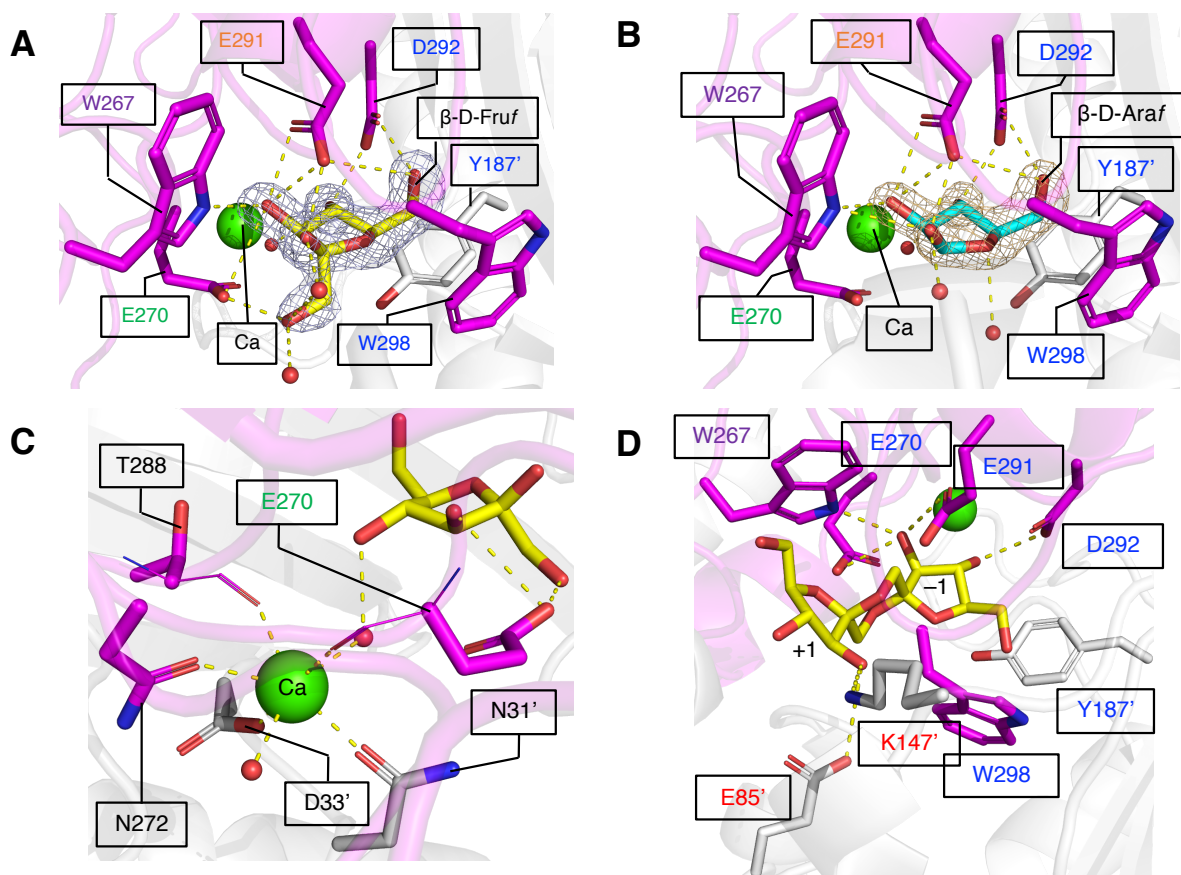 A
E291
D292
W267
β-D-Fruf
Y187’
E270
Ca
W298
B
E291
D292
W267
β-D-Araf
Y187’
E270
Ca
W298
C
T288
E270
Ca
N31’
D33’
N272
D
W267
E270
E291
D292
–1
+1
Y187’
K147’
W298
E85’